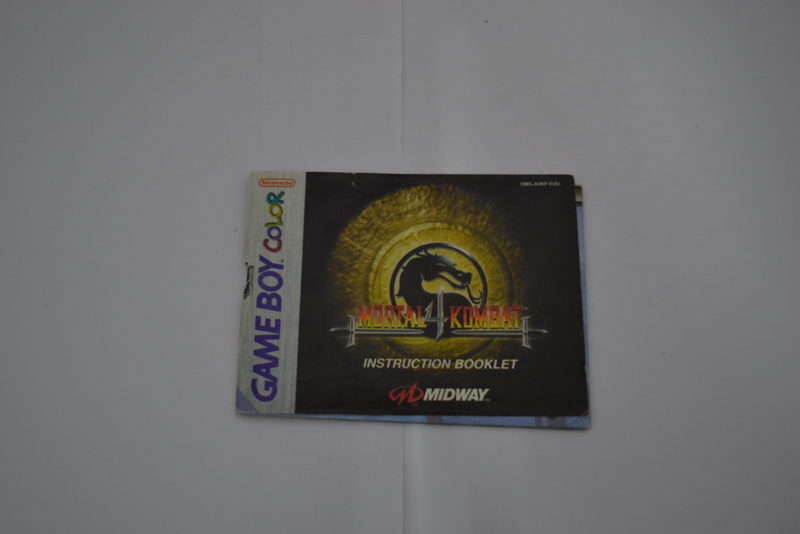 Nintendo
GAME BOY COLOR
MORTAL 4 KOMBAT
INSTRUCTION BOOKLET
MIDWAY